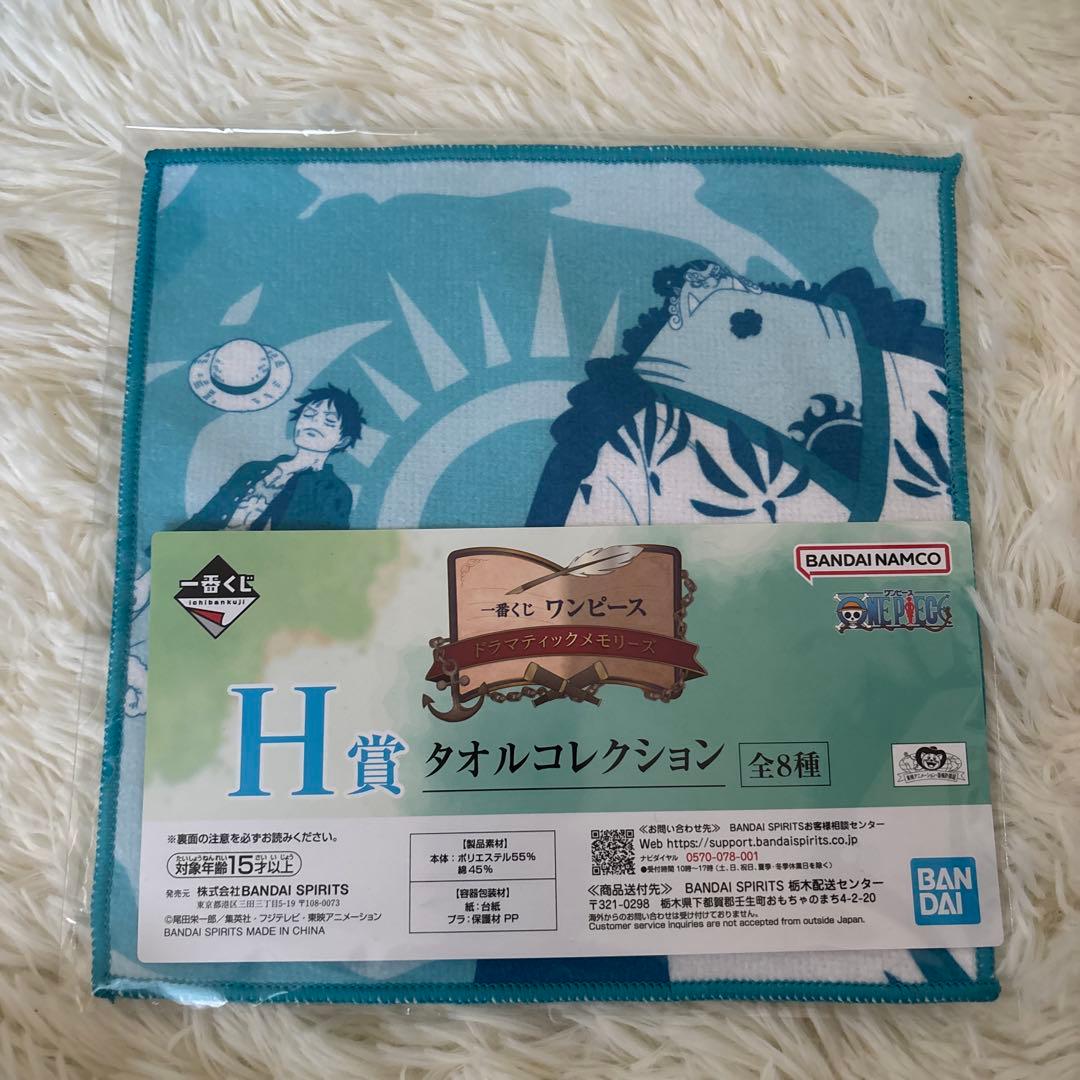 一番くじ
ichibankuji
一番くじ ワンピース
ドラマティックメモリーズ
BANDAI NAMCO
ワンピース
ONE PIECE
H賞 タオルコレクション 全8種
※裏面の注意を必ずお読みください。
たいしょうねんれい さい いじょう
対象年齢15才以上
発売元 株式会社BANDAI SPIRITS
東京都港区三田三丁目5-19 〒108-0073
©尾田栄一郎/集英社・フジテレビ・東映アニメーション
BANDAI SPIRITS MADE IN CHINA
【製品素材】
本体:ポリエステル55%
綿45%
【容器包装材】
紙:台紙
プラ:保護材 PP
≪お問い合わせ先≫ BANDAI SPIRITSお客様相談センター
Web https://support.bandaispirits.co.jp
ナビダイヤル 0570-078-001
●受付時間 10時~17時(土、日、祝日、夏季・冬季休業日を除く)
≪商品送付先≫ BANDAI SPIRITS 栃木配送センター
〒321-0298 栃木県下都賀郡壬生町おもちゃのまち4-2-20
海外からのお問い合わせは受け付けておりません。
Customer service inquiries are not accepted from outside Japan.
BAN
DAI